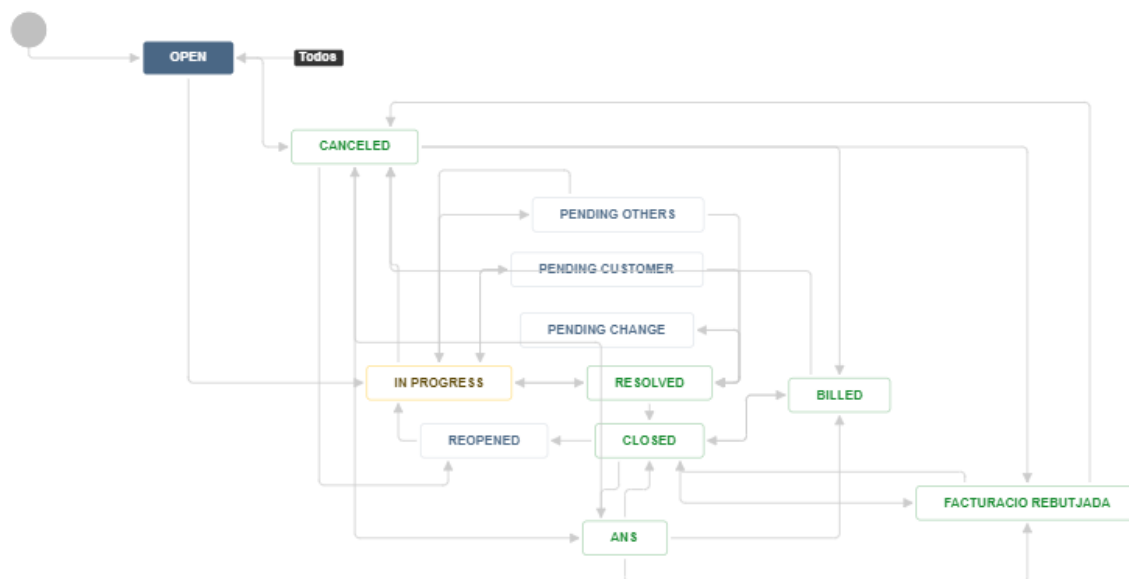 OPEN
Todos
CANCELED
PENDING OTHERS
PENDING CUSTOMER
PENDING CHANGE
IN PROGRESS
RESOLVED
BILLED
REOPENED
CLOSED
FACTURACIO REBUTJADA
ANS